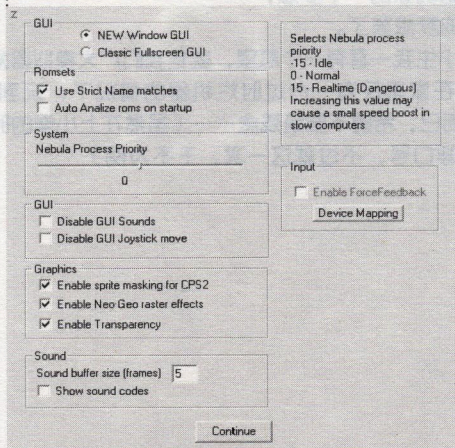 GUI
NEW Window GUI
Classic Fullscreen GUI
Romsets
Use Strict Name matches
Auto Analize roms on startup
System
Nebula Process Priority
0
GUI
Disable GUI Sounds
Disable GUI Joystick move
Graphics
Enable sprite masking for CPS2
Enable Neo Geo raster effects
Enable Transparency
Sound
Sound buffer size (frames) 5
Show sound codes
Continue
Selects Nebula process
priority
-15 - Idle
0 - Normal
15 - Realtime (Dangerous)
Increasing this value may
cause a small speed boost in
slow computers
Input
Enable ForceFeedback
Device Mapping